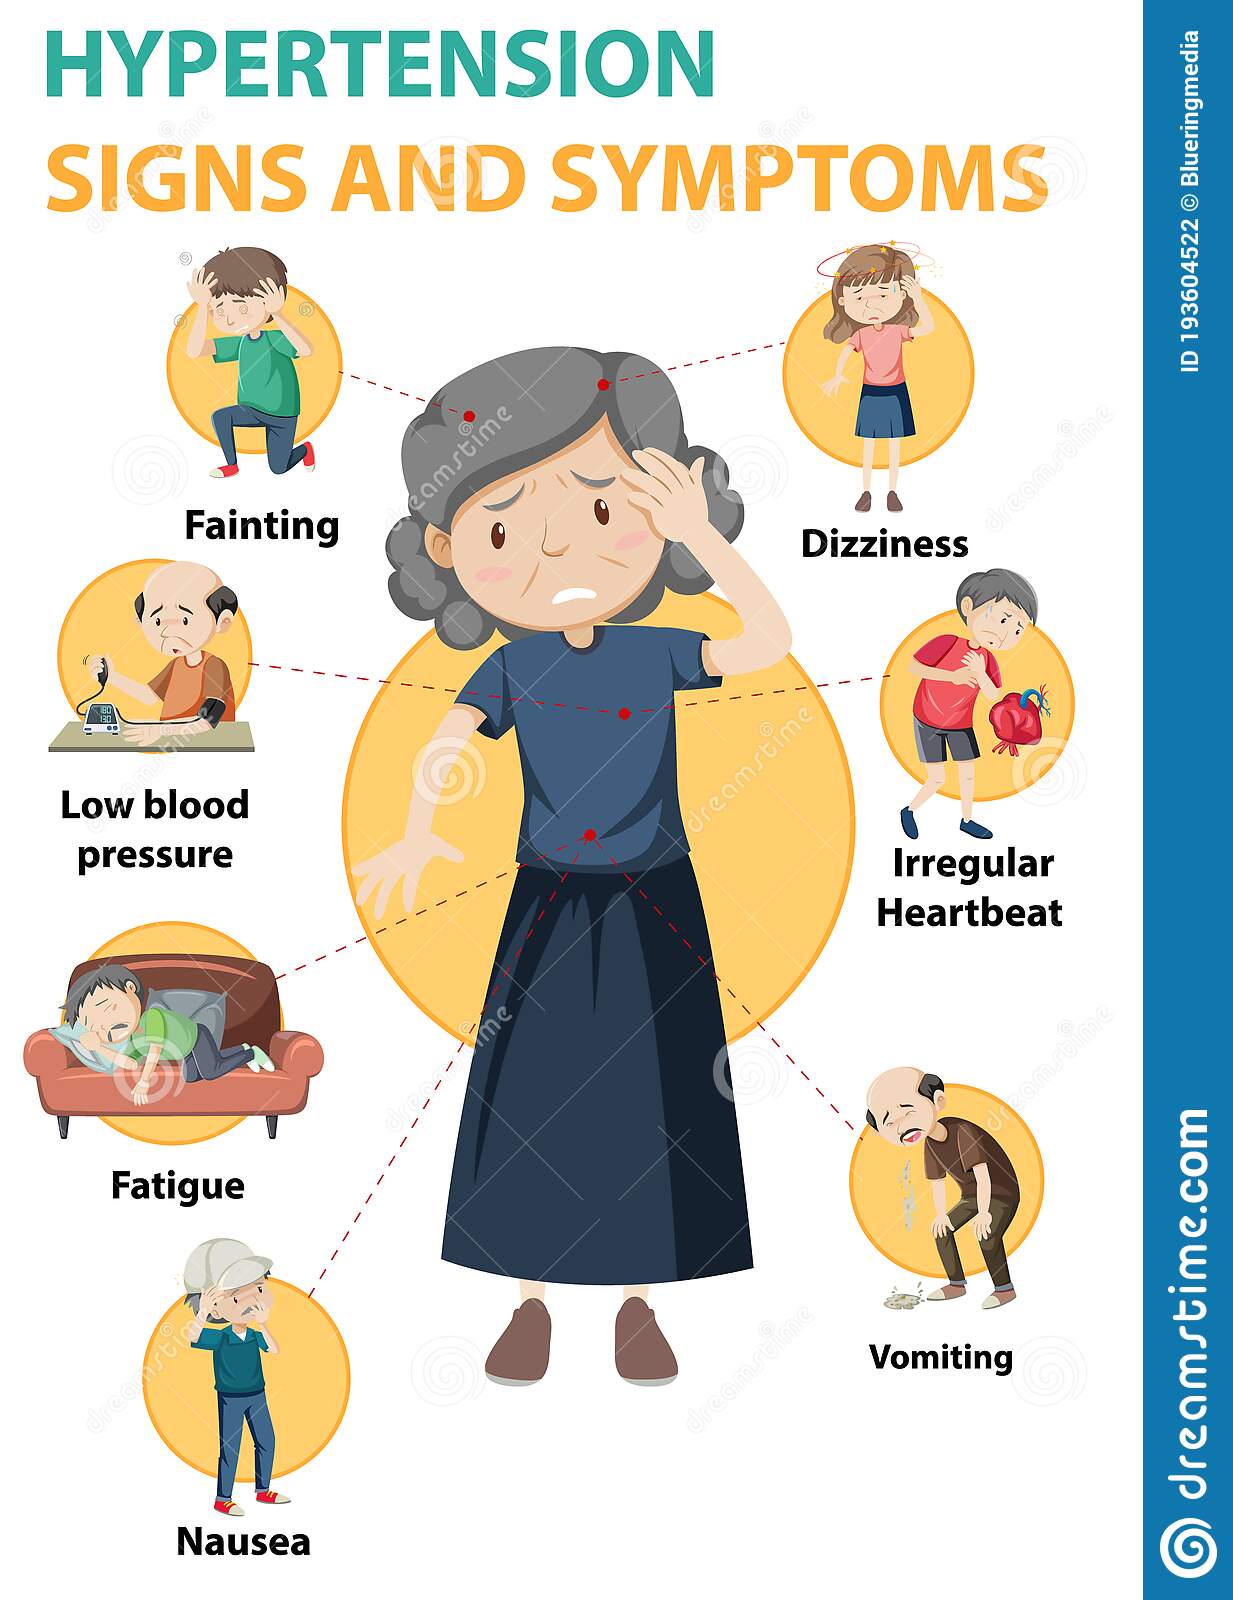 HYPERTENSION
SIGNS AND SYMPTOMS
Fainting
Dizziness
Low blood
pressure
Irregular
Heartbeat
Fatigue
Vomiting
Nausea
ID 193604522 © Blueringmedia
dreamstime.com